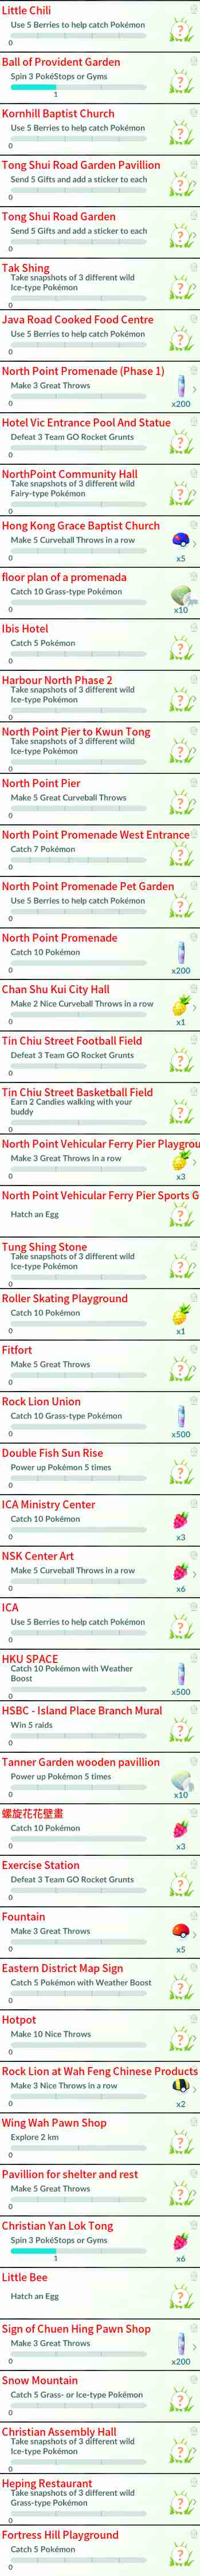 Little Chili
Use 5 Berries to help catch Pokémon
0
Ball of Provident Garden
Spin 3 PokéStops or Gyms
1
Kornhill Baptist Church
Use 5 Berries to help catch Pokémon
0
Tong Shui Road Garden Pavillion
Send 5 Gifts and add a sticker to each
0
Tong Shui Road Garden
Send 5 Gifts and add a sticker to each
0
Tak Shing
Take snapshots of 3 different wild
Ice-type Pokémon
0
Java Road Cooked Food Centre
Use 5 Berries to help catch Pokémon
0
North Point Promenade (Phase 1)
Make 3 Great Throws
0
x200
Hotel Vic Entrance Pool And Statue
Defeat 3 Team GO Rocket Grunts
0
NorthPoint Community Hall
Take snapshots of 3 different wild
Fairy-type Pokémon
0
Hong Kong Grace Baptist Church
Make 5 Curveball Throws in a row
0
x5
floor plan of a promenada
Catch 10 Grass-type Pokémon
0
x10
Ibis Hotel
Catch 5 Pokémon
0
Harbour North Phase 2
Take snapshots of 3 different wild
Ice-type Pokémon
0
North Point Pier to Kwun Tong
Take snapshots of 3 different wild
Ice-type Pokémon
0
North Point Pier
Make 5 Great Curveball Throws
0
North Point Promenade West Entrance
Catch 7 Pokémon
0
North Point Promenade Pet Garden
Use 5 Berries to help catch Pokémon
0
North Point Promenade
Catch 10 Pokémon
0
x200
Chan Shu Kui City Hall
Make 2 Nice Curveball Throws in a row
0
x1
Tin Chiu Street Football Field
Defeat 3 Team GO Rocket Grunts
0
Tin Chiu Street Basketball Field
Earn 2 Candies walking with your
buddy
0
North Point Vehicular Ferry Pier Playgrou
Make 3 Great Throws in a row
0
x3
North Point Vehicular Ferry Pier Sports G
Hatch an Egg
Tung Shing Stone
Take snapshots of 3 different wild
Ice-type Pokémon
0
Roller Skating Playground
Catch 10 Pokémon
0
x1
Fitfort
Make 5 Great Throws
0
Rock Lion Union
Catch 10 Grass-type Pokémon
0
x500
Double Fish Sun Rise
Power up Pokémon 5 times
0
ICA Ministry Center
Catch 10 Pokémon
0
x3
NSK Center Art
Make 5 Curveball Throws in a row
0
x6
ICA
Use 5 Berries to help catch Pokémon
0
HKU SPACE
Catch 10 Pokémon with Weather
Boost
0
x500
HSBC - Island Place Branch Mural
Win 5 raids
0
Tanner Garden wooden pavillion
Power up Pokémon 5 times
0
x10
螺旋花花壁畫
Catch 10 Pokémon
0
x3
Exercise Station
Defeat 3 Team GO Rocket Grunts
0
Fountain
Make 3 Great Throws
0
x5
Eastern District Map Sign
Catch 5 Pokémon with Weather Boost
0
Hotpot
Make 10 Nice Throws
0
Rock Lion at Wah Feng Chinese Products
Make 3 Nice Throws in a row
0
x2
Wing Wah Pawn Shop
Explore 2 km
0
Pavillion for shelter and rest
Make 5 Great Throws
0
Christian Yan Lok Tong
Spin 3 PokéStops or Gyms
1
x6
Little Bee
Hatch an Egg
Sign of Chuen Hing Pawn Shop
Make 3 Great Throws
0
x200
Snow Mountain
Catch 5 Grass- or Ice-type Pokémon
0
Christian Assembly Hall
Take snapshots of 3 different wild
Ice-type Pokémon
0
Heping Restaurant
Take snapshots of 3 different wild
Grass-type Pokémon
0
Fortress Hill Playground
Catch 5 Pokémon
0